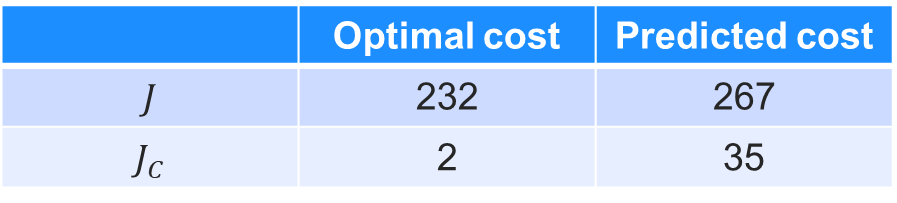 Optimal cost Predicted cost
J 232 267
J_C 2 35